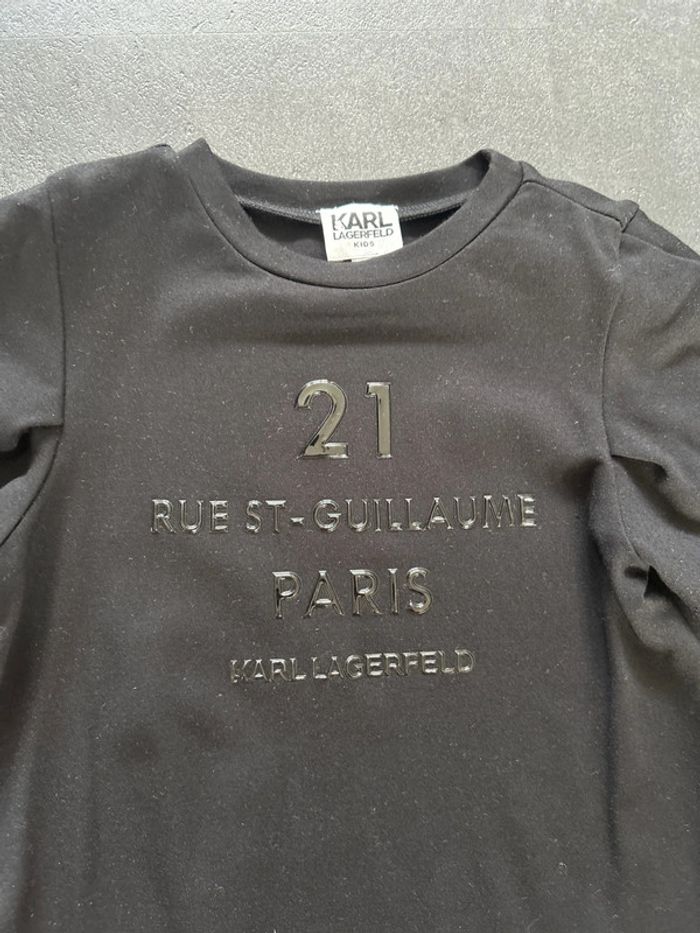 KARL
LAGERFELD
KIDS
21
RUE ST-GUILLAUME
PARIS
KARL LAGERFELD